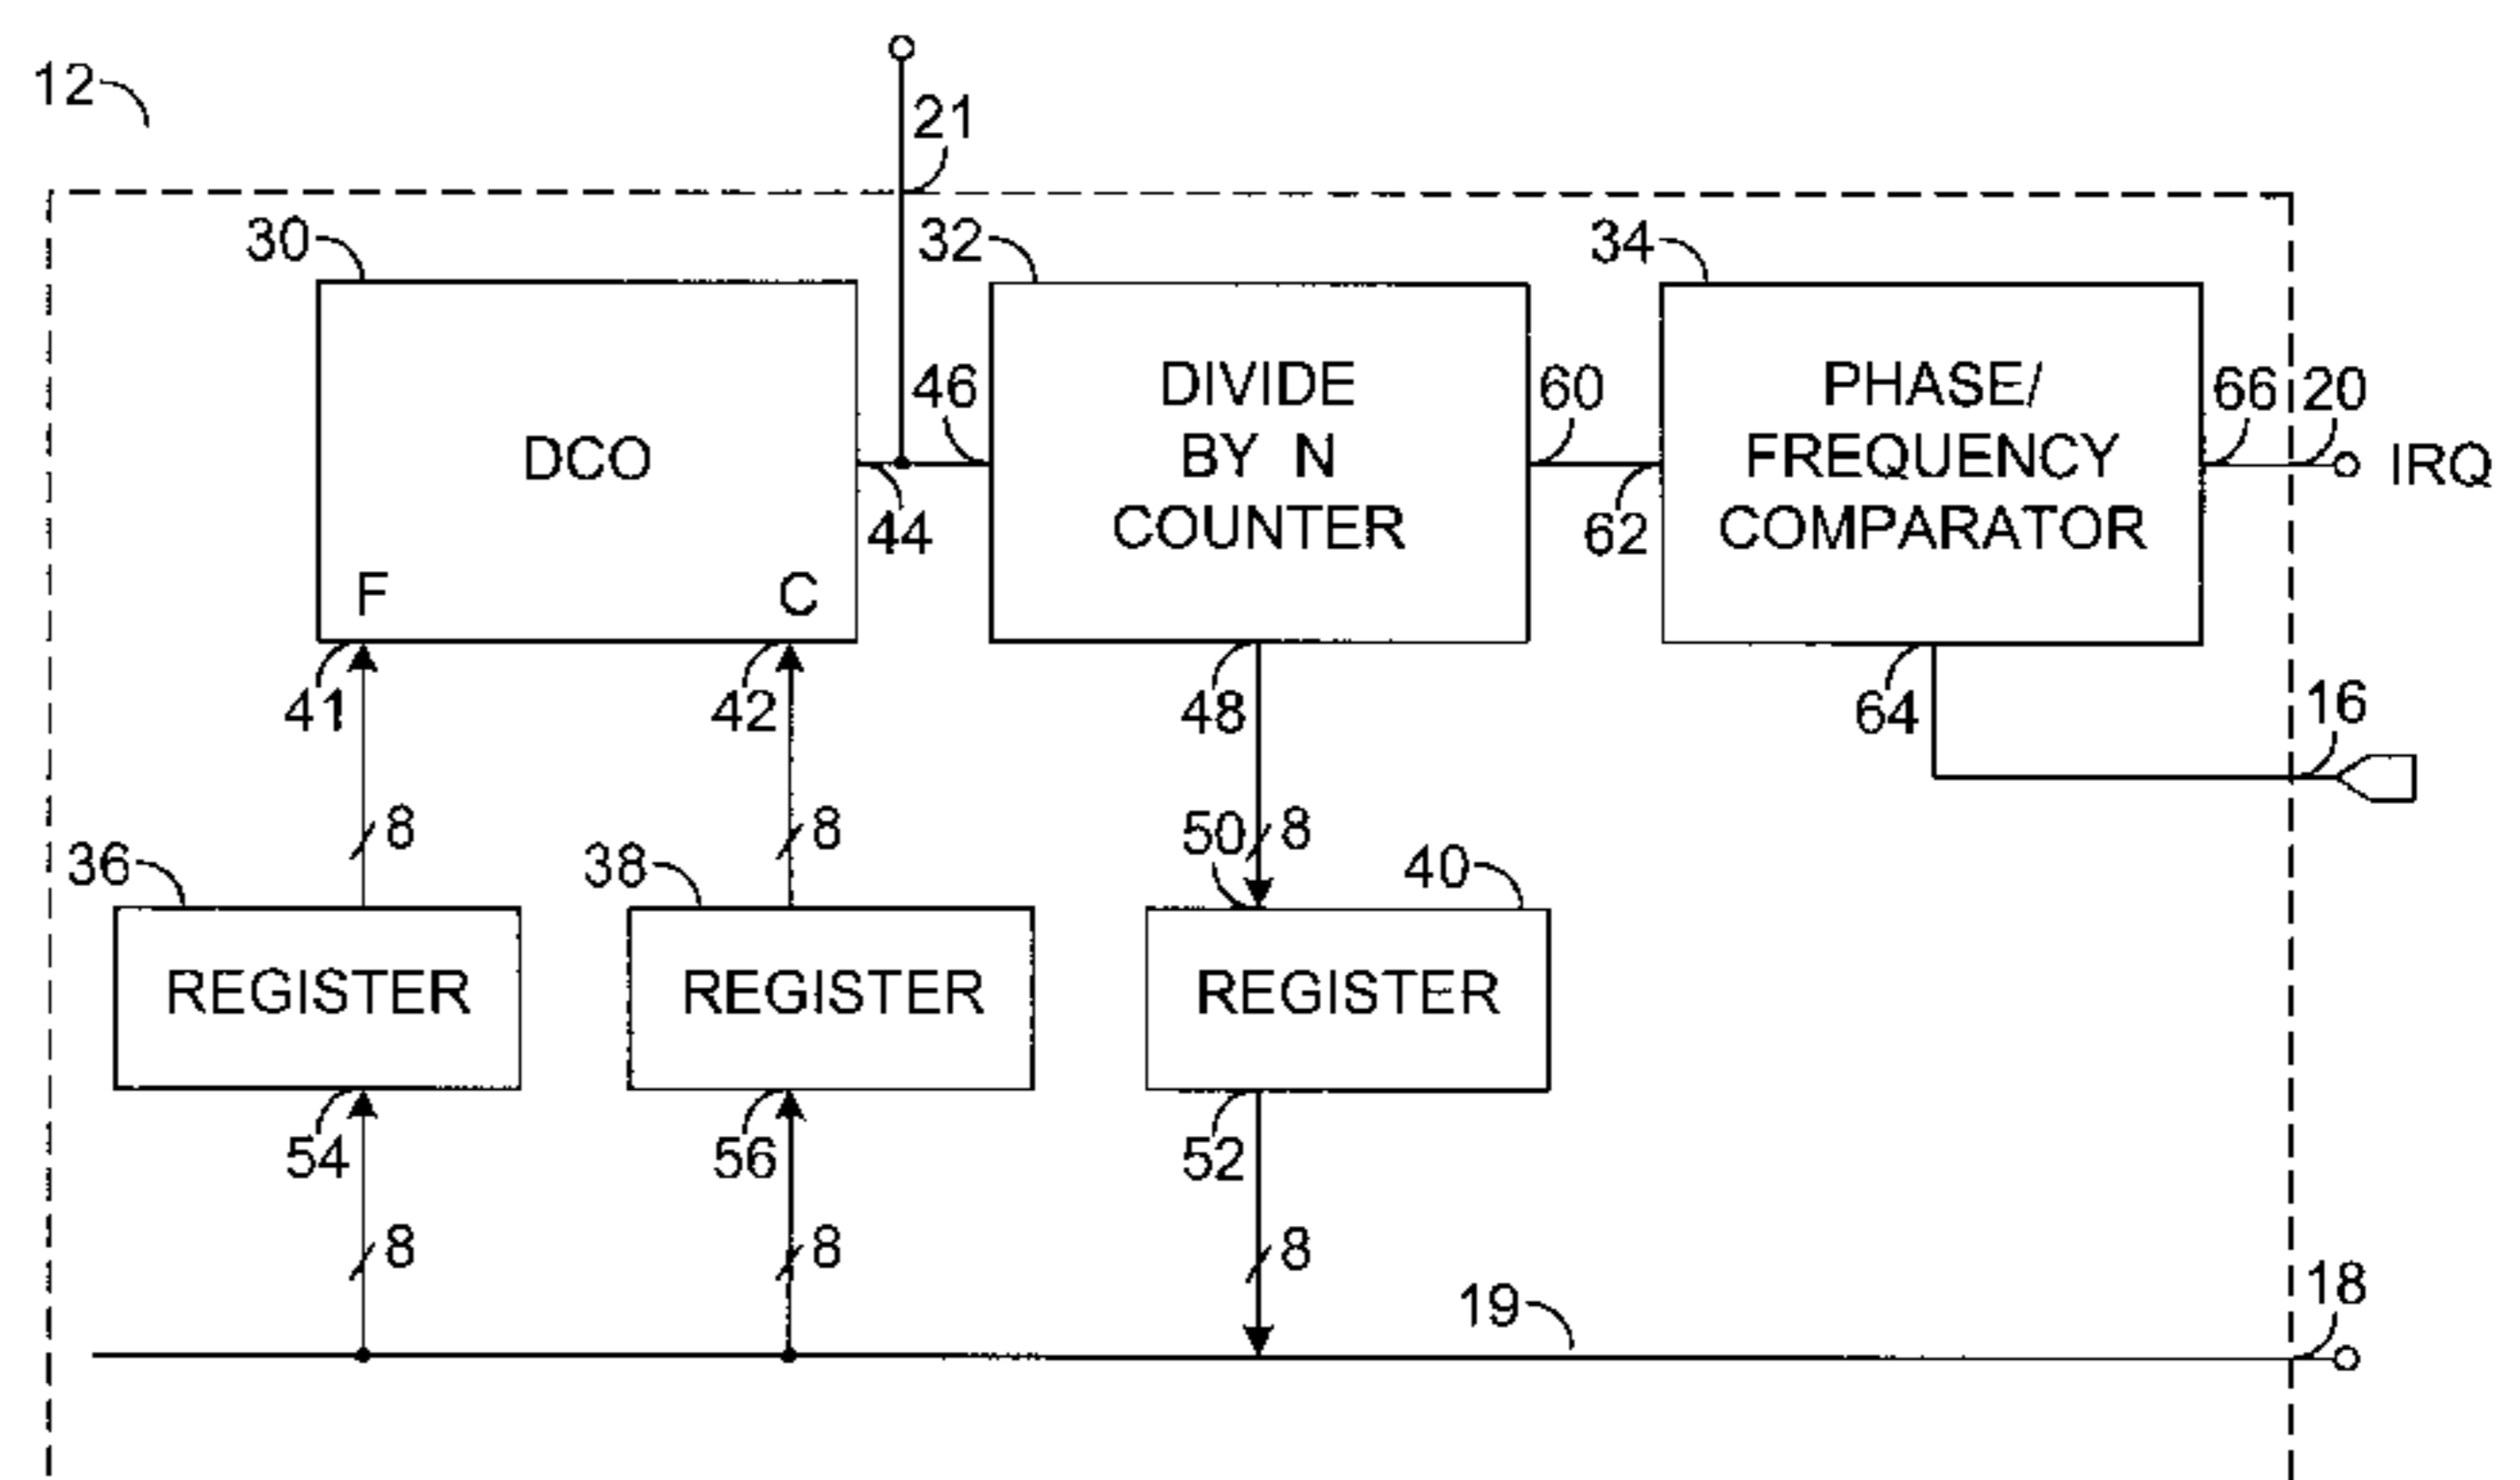 12
21
30
32
34
DCO
DIVIDE
BY N
COUNTER
PHASE/
FREQUENCY
COMPARATOR
46
60
66
20
IRQ
44
62
F
C
41
42
48
64
16
8
8
50
8
36
38
40
REGISTER
REGISTER
REGISTER
54
56
52
8
8
8
19
18